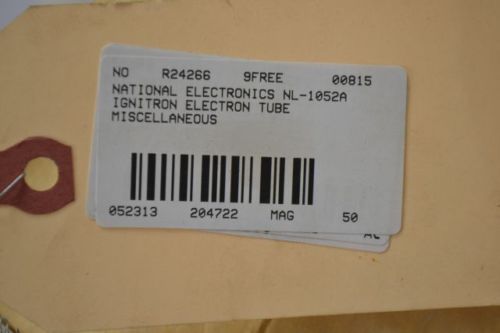 NO R24266 9FREE 00815
NATIONAL ELECTRONICS NL-1052A
IGNITRON ELECTRON TUBE
MISCELLANEOUS
052313 204722 MAG 50